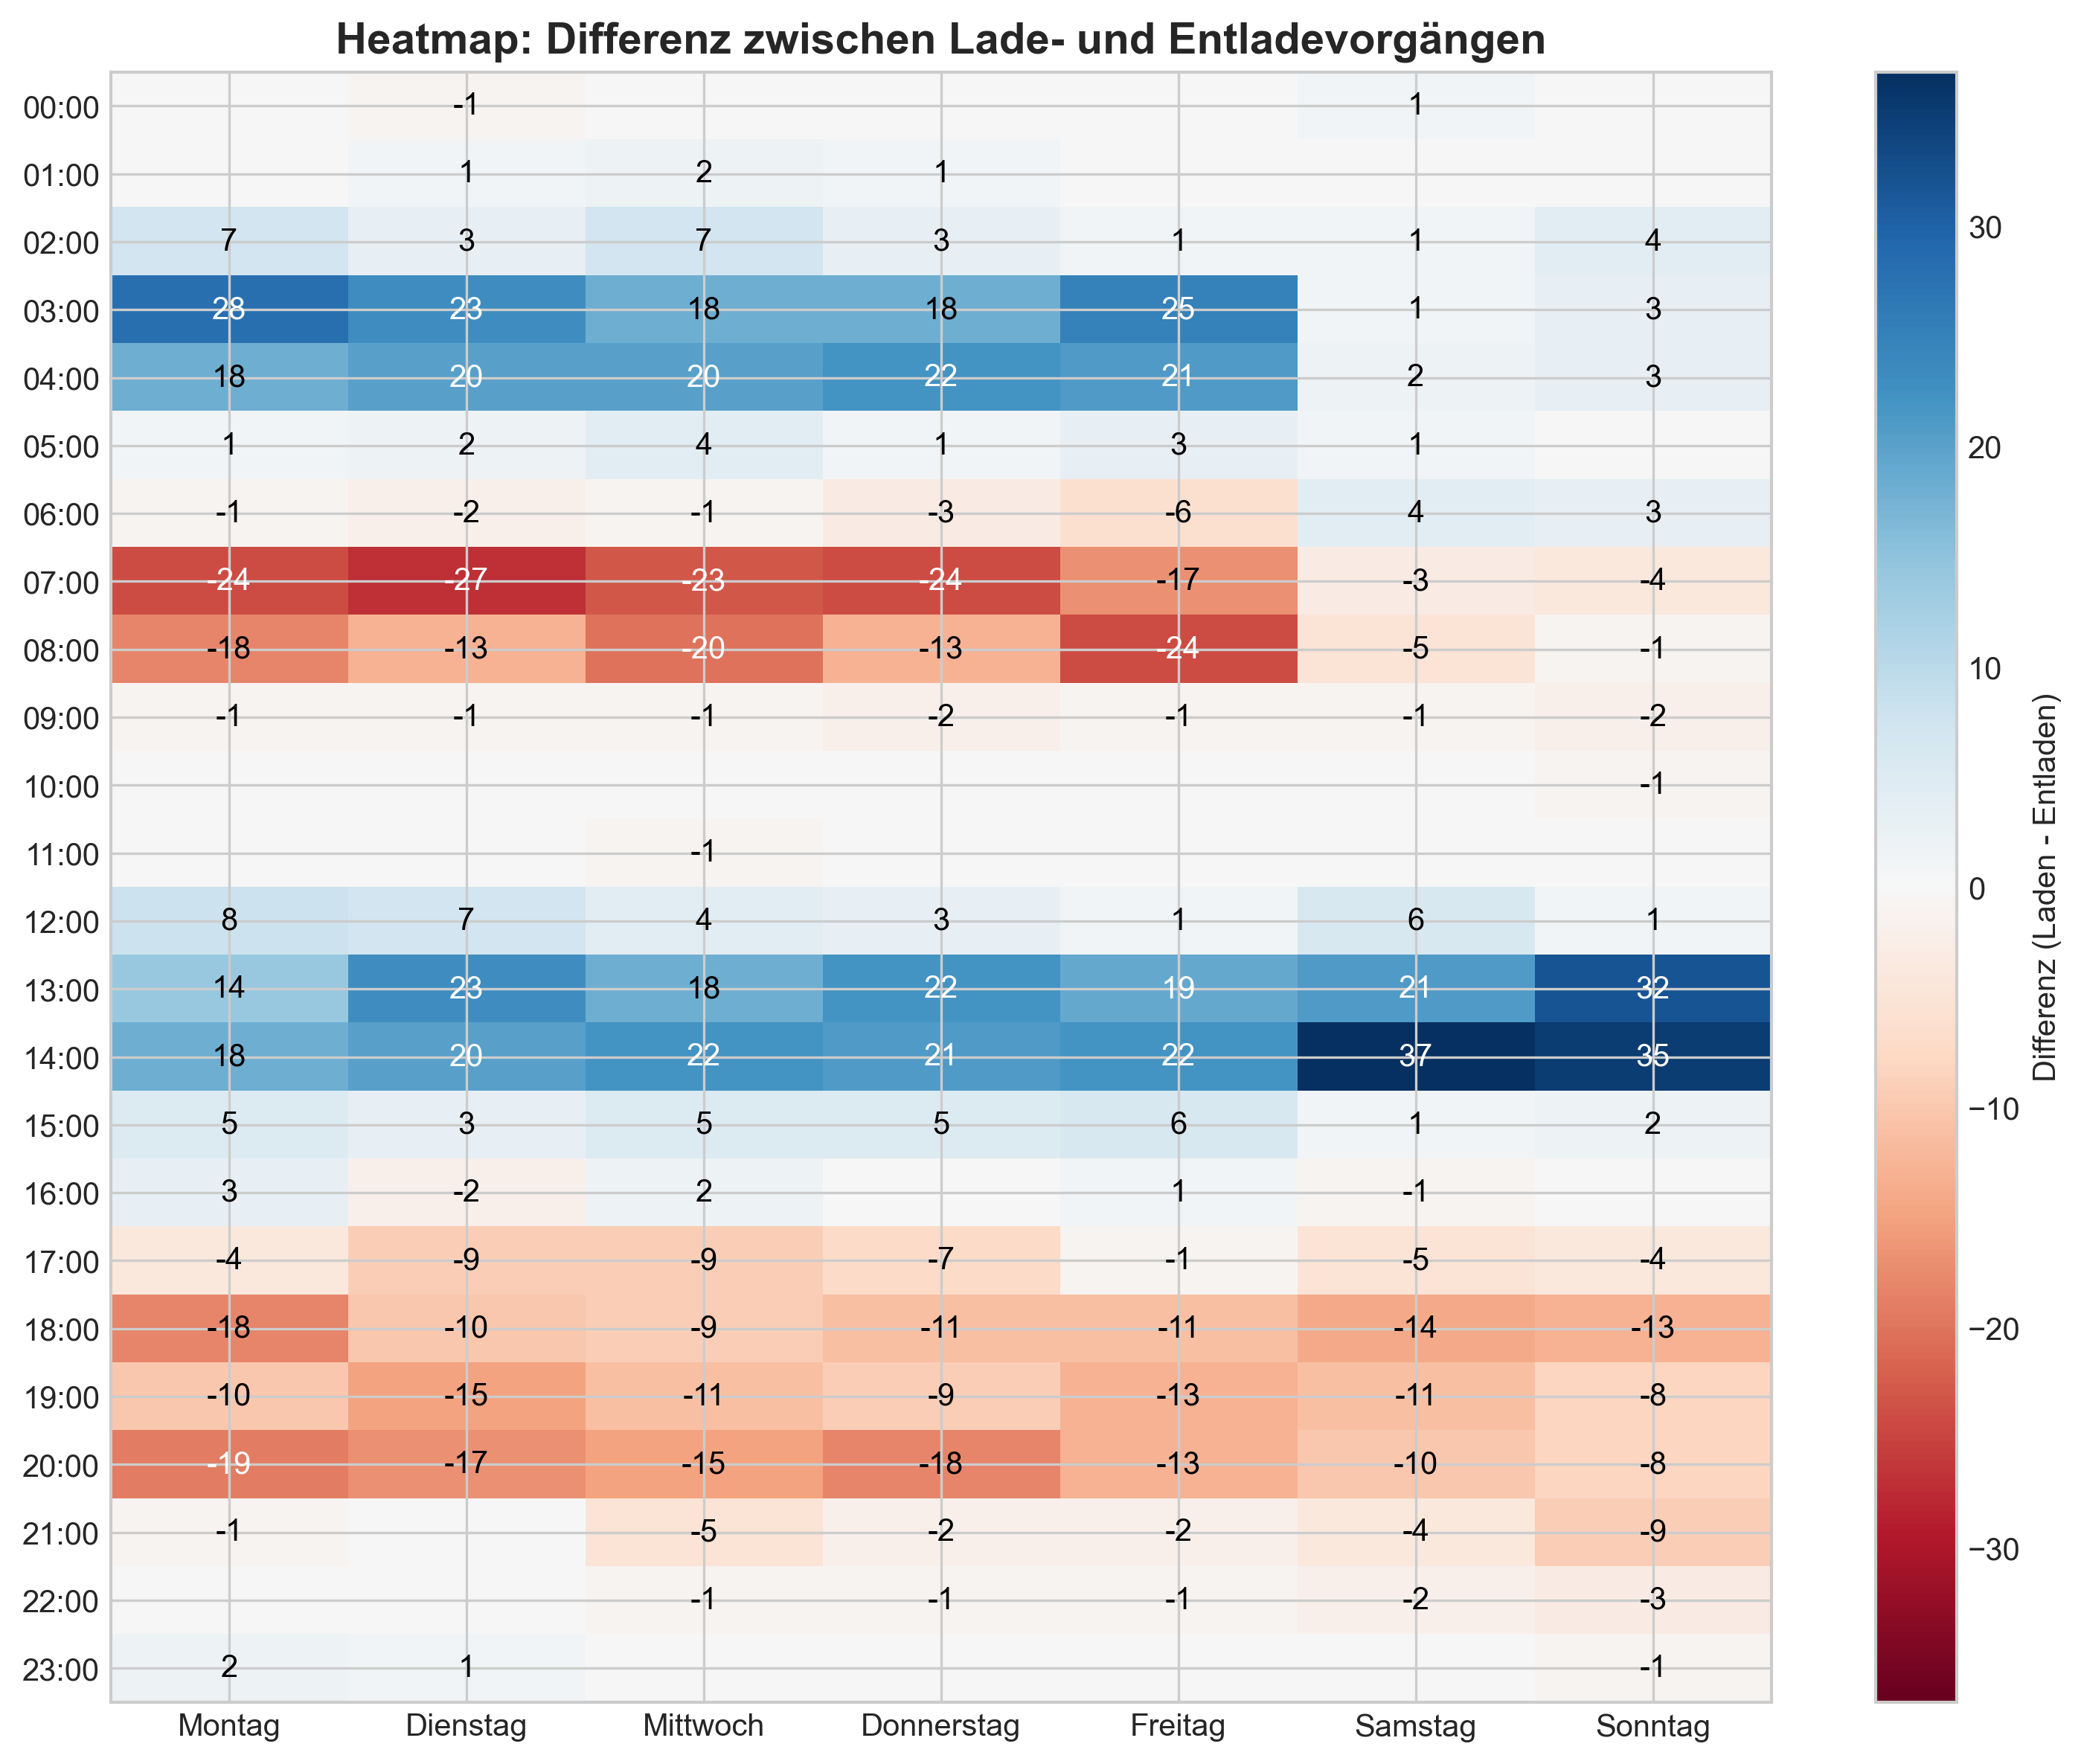 Heatmap: Differenz zwischen Lade- und Entladevorgängen
00:00 -1 1
01:00 1 2 1
02:00 7 3 7 3 1 1 4
03:00 28 23 18 18 25 1 3
04:00 18 20 20 22 21 2 3
05:00 1 2 4 1 3 1
06:00 -1 -2 -1 -3 -6 4 3
07:00 -24 -27 -23 -24 -17 -3 -4
08:00 -18 -13 -20 -13 -24 -5 -1
09:00 -1 -1 -1 -2 -1 -1 -2
10:00 -1
11:00 -1
12:00 8 7 4 3 1 6 1
13:00 14 23 18 22 19 21 32
14:00 18 20 22 21 22 37 35
15:00 5 3 5 5 6 1 2
16:00 3 -2 2 1 -1
17:00 -4 -9 -9 -7 -1 -5 -4
18:00 -18 -10 -9 -11 -11 -14 -13
19:00 -10 -15 -11 -9 -13 -11 -8
20:00 -19 -17 -15 -18 -13 -10 -8
21:00 -1 -5 -2 -2 -4 -9
22:00 -1 -1 -1 -2 -3
23:00 2 1 -1
Montag Dienstag Mittwoch Donnerstag Freitag Samstag Sonntag
30
20
10
0
−10
−20
−30
Differenz (Laden - Entladen)